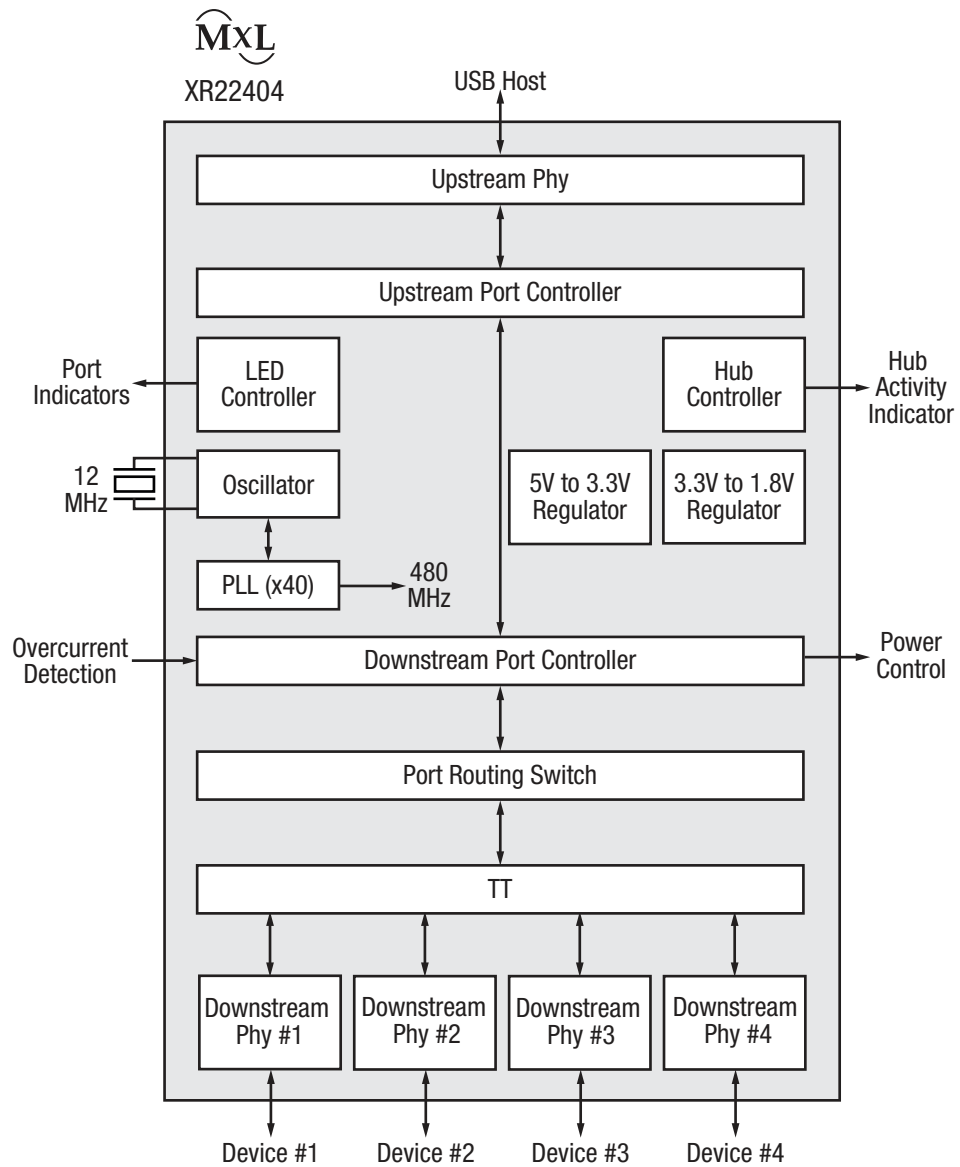 MxL
XR22404
USB Host
Upstream Phy
Upstream Port Controller
Port
Indicators
LED
Controller
Hub
Controller
Hub
Activity
Indicator
12
MHz
Oscillator
5V to 3.3V
Regulator
3.3V to 1.8V
Regulator
PLL (x40)
480
MHz
Overcurrent
Detection
Downstream Port Controller
Power
Control
Port Routing Switch
TT
Downstream
Phy #1
Downstream
Phy #2
Downstream
Phy #3
Downstream
Phy #4
Device #1
Device #2
Device #3
Device #4